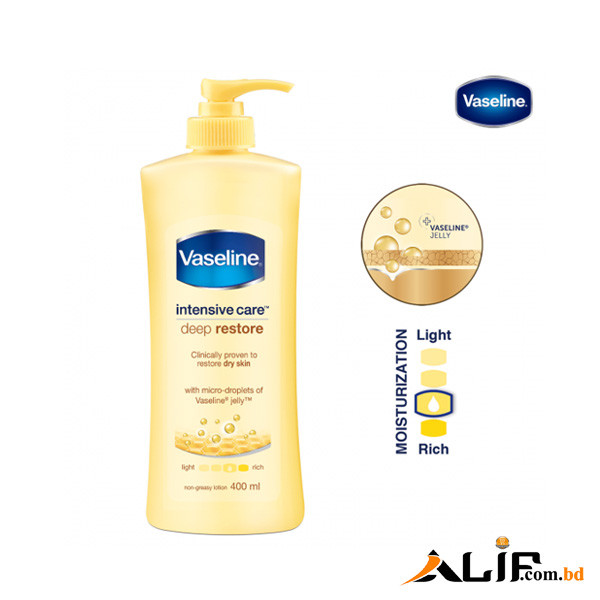 Vaseline.
intensive care™
deep restore
Clinically proven to
restore dry skin
with micro-droplets of
Vaseline® jelly™
light rich
non-greasy lotion 400 ml
Vaseline.
VASELINE®
JELLY
MOISTURIZATION
Light
Rich
ALIF.com.bd